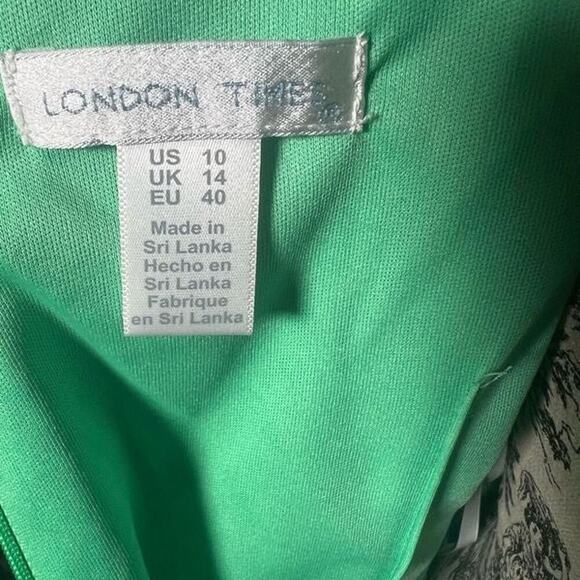 LONDON TIMES
US 10
UK 14
EU 40
Made in
Sri Lanka
Hecho en
Sri Lanka
Fabrique
en Sri Lanka